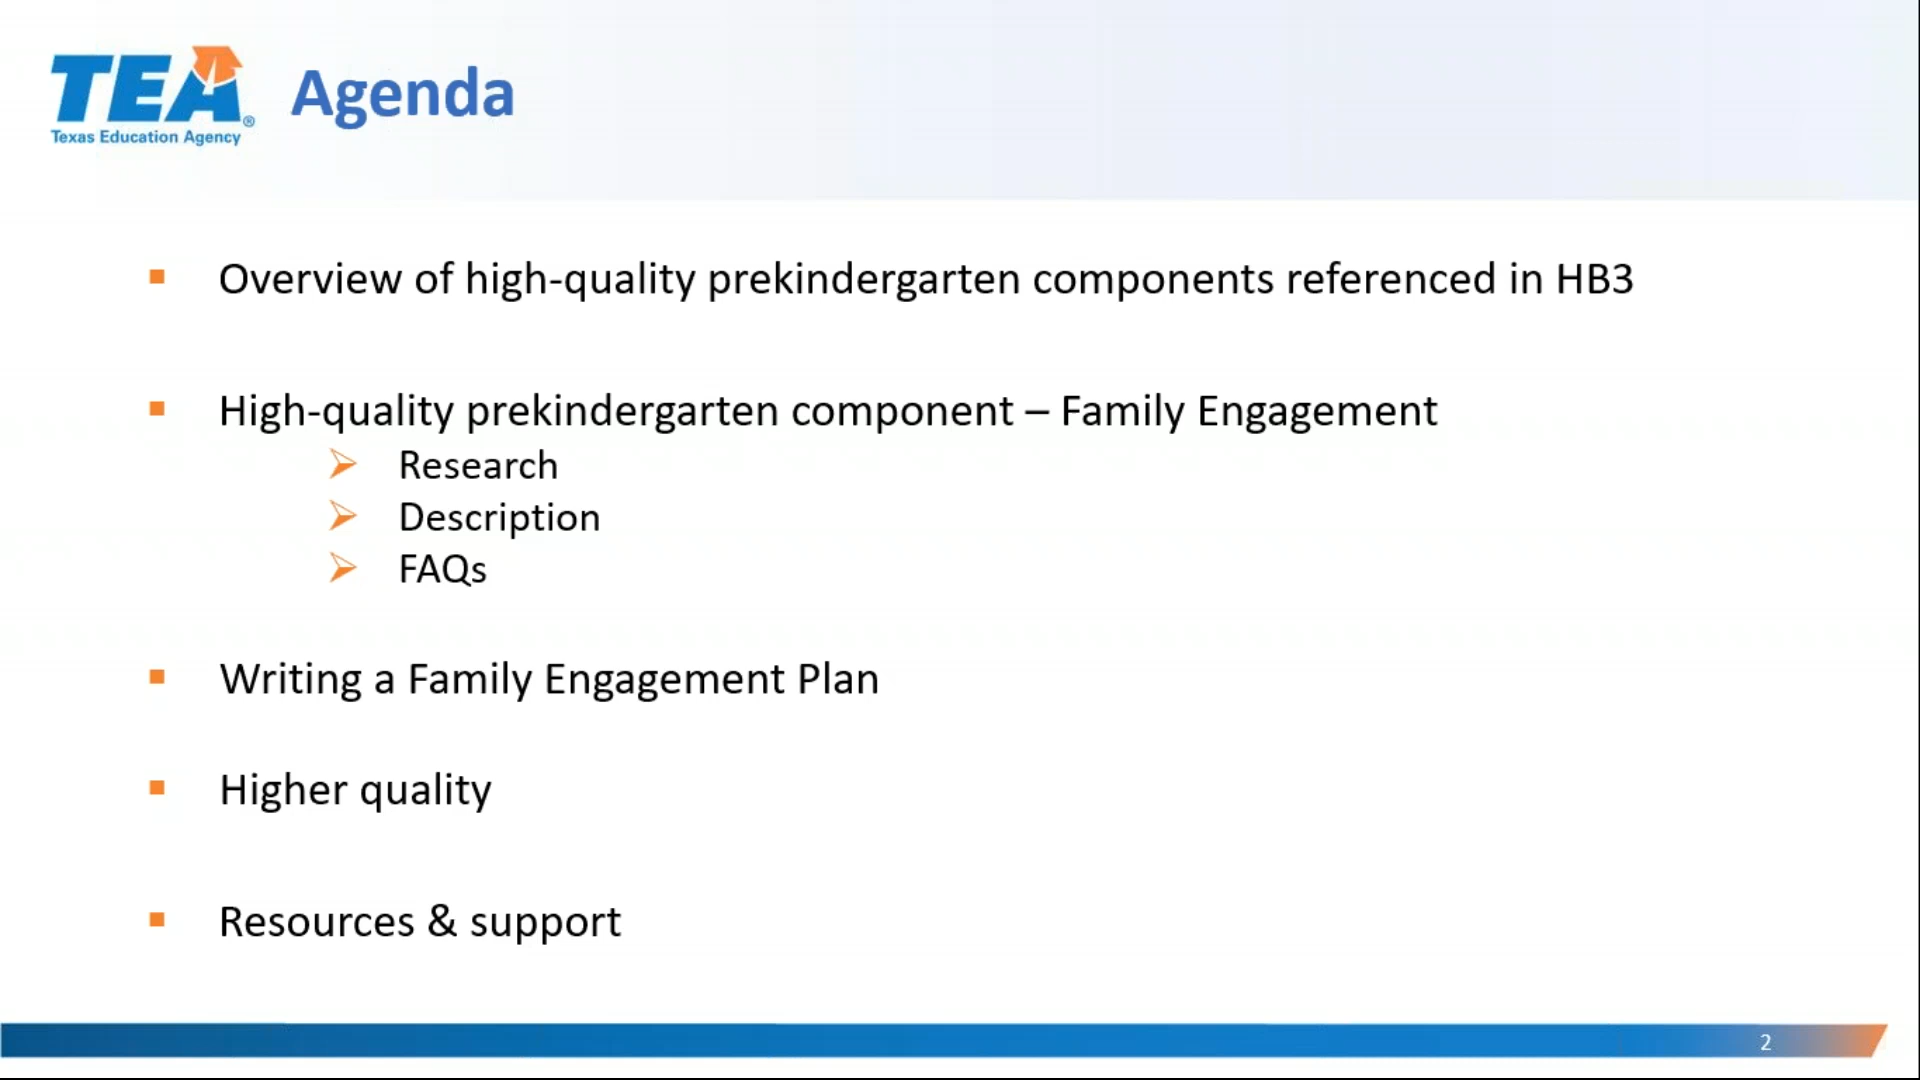 TEA®
Texas Education Agency
Agenda
Overview of high-quality prekindergarten components referenced in HB3
High-quality prekindergarten component – Family Engagement
Research
Description
FAQs
Writing a Family Engagement Plan
Higher quality
Resources & support
2